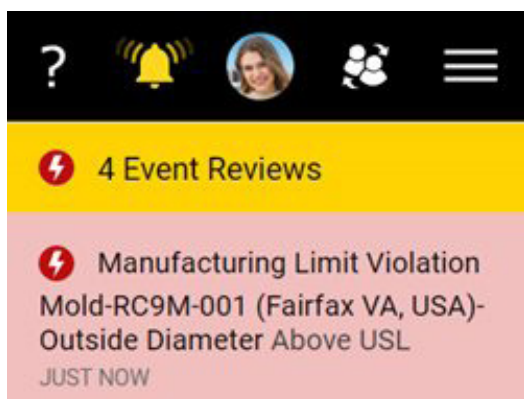 ?
4 Event Reviews
Manufacturing Limit Violation
Mold-RC9M-001 (Fairfax VA, USA)-
Outside Diameter Above USL
JUST NOW